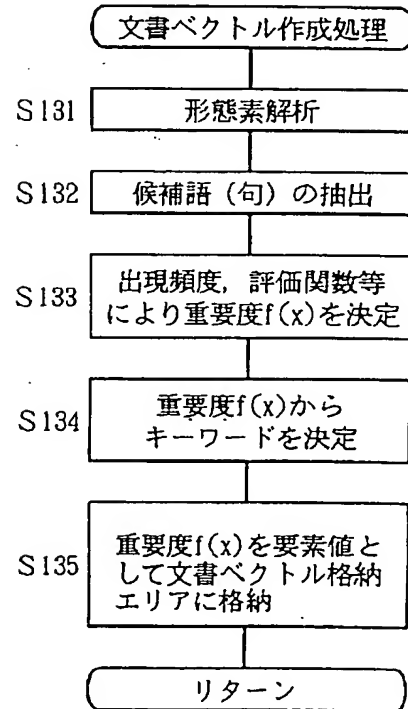 文書ベクトル作成処理
S131
形態素解析
S132
候補語（句）の抽出
S133
出現頻度，評価関数等
により重要度f(x)を決定
S134
重要度f(x)から
キーワードを決定
S135
重要度f(x)を要素値と
して文書ベクトル格納
エリアに格納
リターン